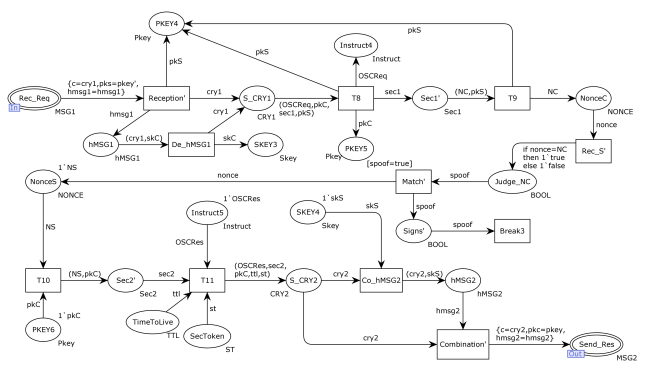 PKEY4
Pkey
pkS
pkS
pkS
Instruct4
Instruct
OSCReq
{c=cry1,pks=pkey',
hmsg1=hmsg1}
Rec_Req
In
MSG1
Reception'
cry1
S_CRY1
CRY1
(OSCReq,pkC,
sec1,pkS)
T8
sec1
Sec1'
Sec1
(NC,pkS)
T9
NC
NonceC
NONCE
hmsg1
cry1
pkC
nonce
hMSG1
hMSG1
(cry1,skC)
De_hMSG1
skC
SKEY3
Skey
PKEY5
Pkey
if nonce=NC
then 1`true
else 1`false
Rec_S'
[spoof=true]
1`NS
NonceS
NONCE
nonce
Match'
spoof
Judge_NC
BOOL
1`OSCRes
Instruct5
Instruct
1`skS
SKEY4
Skey
skS
spoof
Signs'
BOOL
spoof
Break3
NS
OSCRes
T10
(NS,pkC)
Sec2'
Sec2
sec2
T11
(OSCRes,sec2,
pkC,ttl,st)
S_CRY2
CRY2
cry2
Co_hMSG2
(cry2,skS)
hMSG2
hMSG2
pkC
ttl
st
hmsg2
1`pkC
PKEY6
Pkey
TimeToLive
TTL
SecToken
ST
cry2
Combination'
{c=cry2,pkc=pkey,
hmsg2=hmsg2}
Send_Res
Out
MSG2